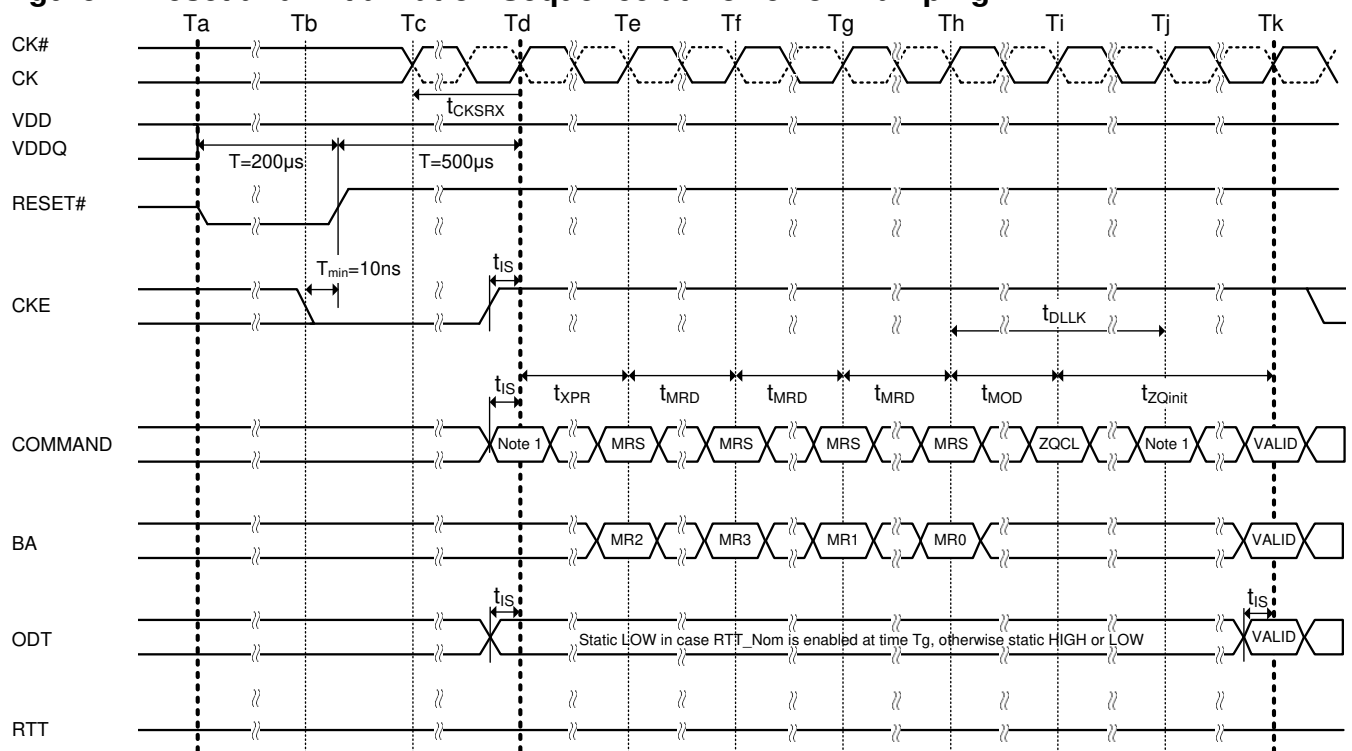 Ta Tb Tc Td Te Tf Tg Th Ti Tj Tk
CK#
CK
tCKSRX
VDD
VDDQ
T=200μs T=500μs
RESET#
Tmin=10ns
tIS
CKE
tDLLK
tIS tXPR tMRD tMRD tMRD tMOD tZQinit
COMMAND Note 1 MRS MRS MRS MRS ZQCL Note 1 VALID
BA MR2 MR3 MR1 MR0 VALID
tIS tIS
ODT Static LOW in case RTT_Nom is enabled at time Tg, otherwise static HIGH or LOW VALID
RTT